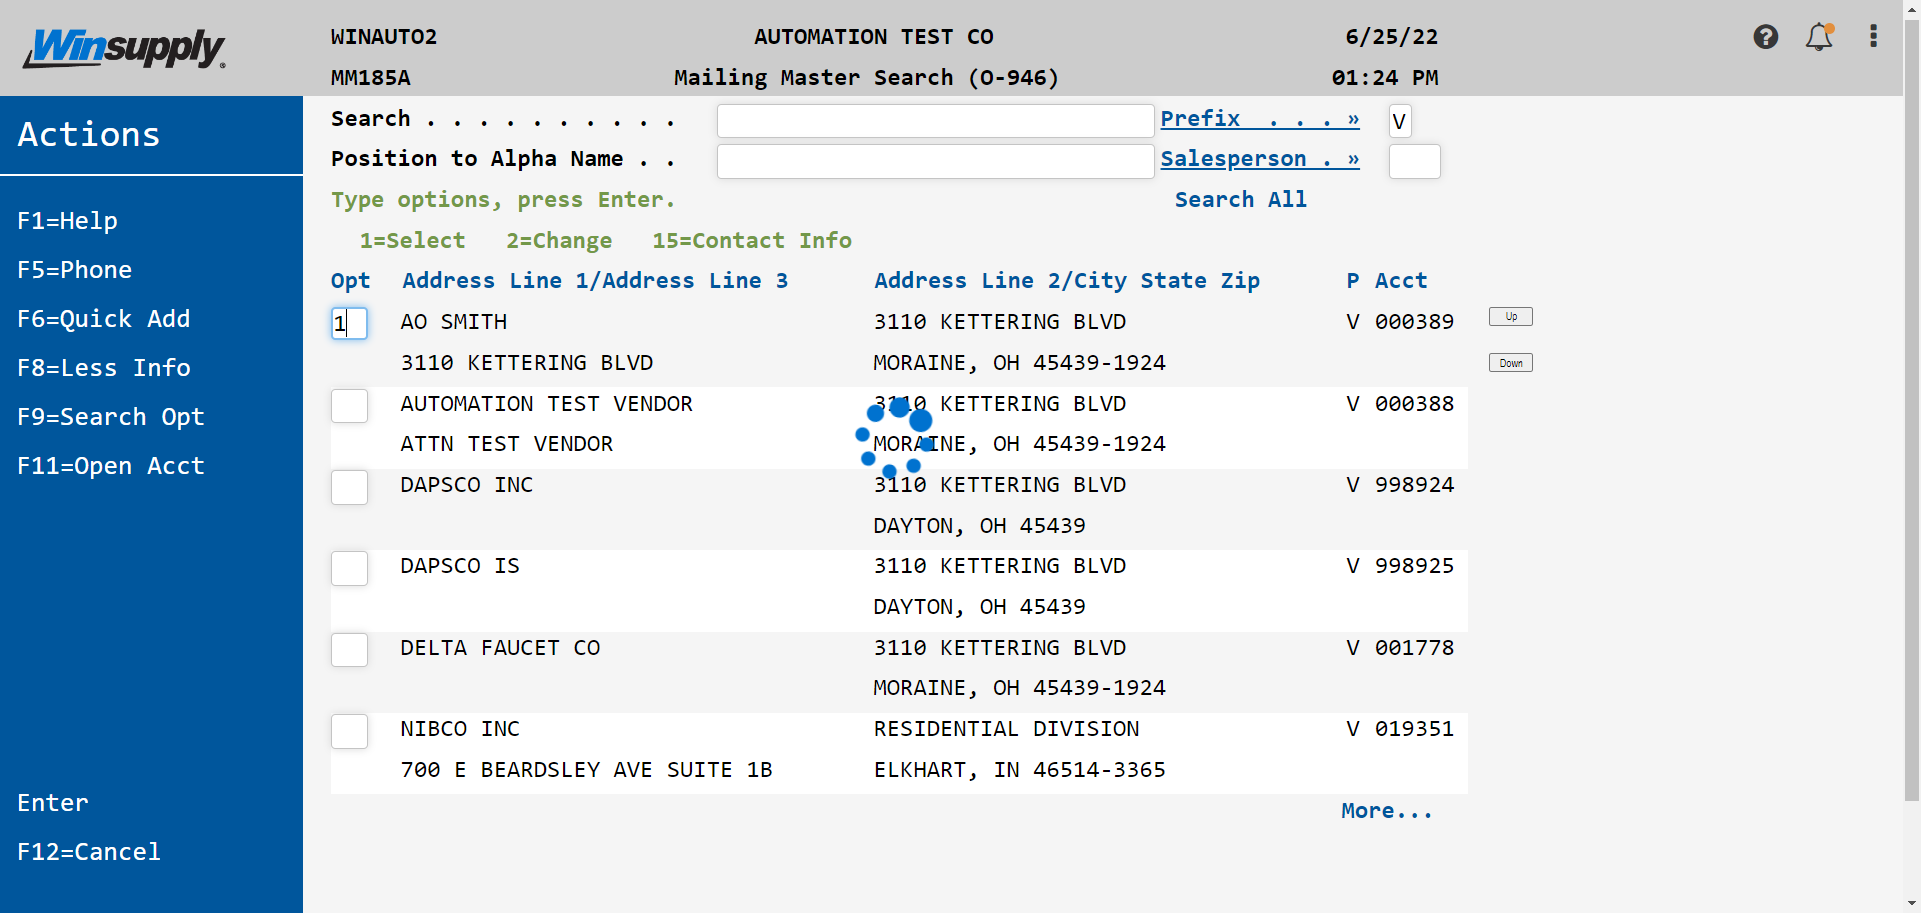 Winsupply®
WINAUTO2 AUTOMATION TEST CO 6/25/22
MM185A Mailing Master Search (O-946) 01:24 PM
Actions
F1=Help
F5=Phone
F6=Quick Add
F8=Less Info
F9=Search Opt
F11=Open Acct
Enter
F12=Cancel
Search . . . . . . . . . . Prefix . . . » V
Position to Alpha Name . . Salesperson . »
Type options, press Enter. Search All
1=Select 2=Change 15=Contact Info
Opt Address Line 1/Address Line 3 Address Line 2/City State Zip P Acct
1 AO SMITH 3110 KETTERING BLVD V 000389 Up
3110 KETTERING BLVD MORAINE, OH 45439-1924 Down
AUTOMATION TEST VENDOR 3110 KETTERING BLVD V 000388
ATTN TEST VENDOR MORAINE, OH 45439-1924
DAPSCO INC 3110 KETTERING BLVD V 998924
DAYTON, OH 45439
DAPSCO IS 3110 KETTERING BLVD V 998925
DAYTON, OH 45439
DELTA FAUCET CO 3110 KETTERING BLVD V 001778
MORAINE, OH 45439-1924
NIBCO INC RESIDENTIAL DIVISION V 019351
700 E BEARDSLEY AVE SUITE 1B ELKHART, IN 46514-3365
More...